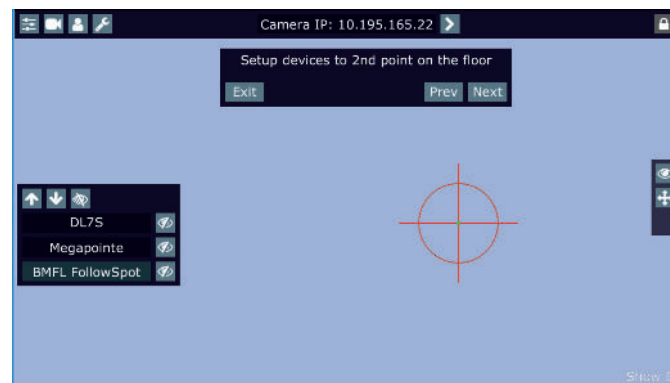 Camera IP: 10.195.165.22
Setup devices to 2nd point on the floor
Exit Prev Next
DL7S
Megapointe
BMFL FollowSpot
Show